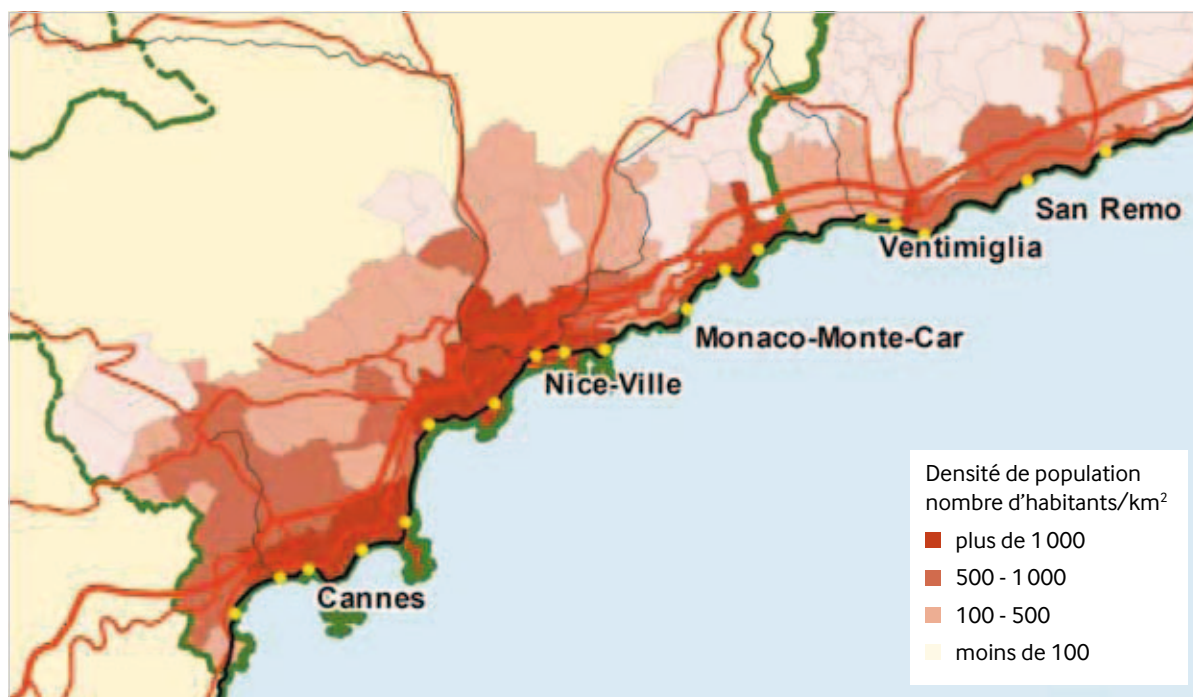 San Remo
Ventimiglia
Monaco-Monte-Car
Nice-Ville
Cannes
Densité de population
nombre d'habitants/km²
plus de 1 000
500 - 1 000
100 - 500
moins de 100